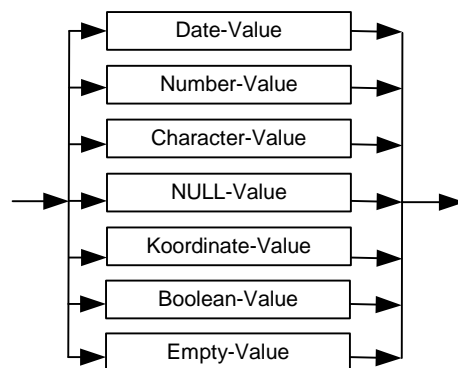 Date-Value
Number-Value
Character-Value
NULL-Value
Koordinate-Value
Boolean-Value
Empty-Value